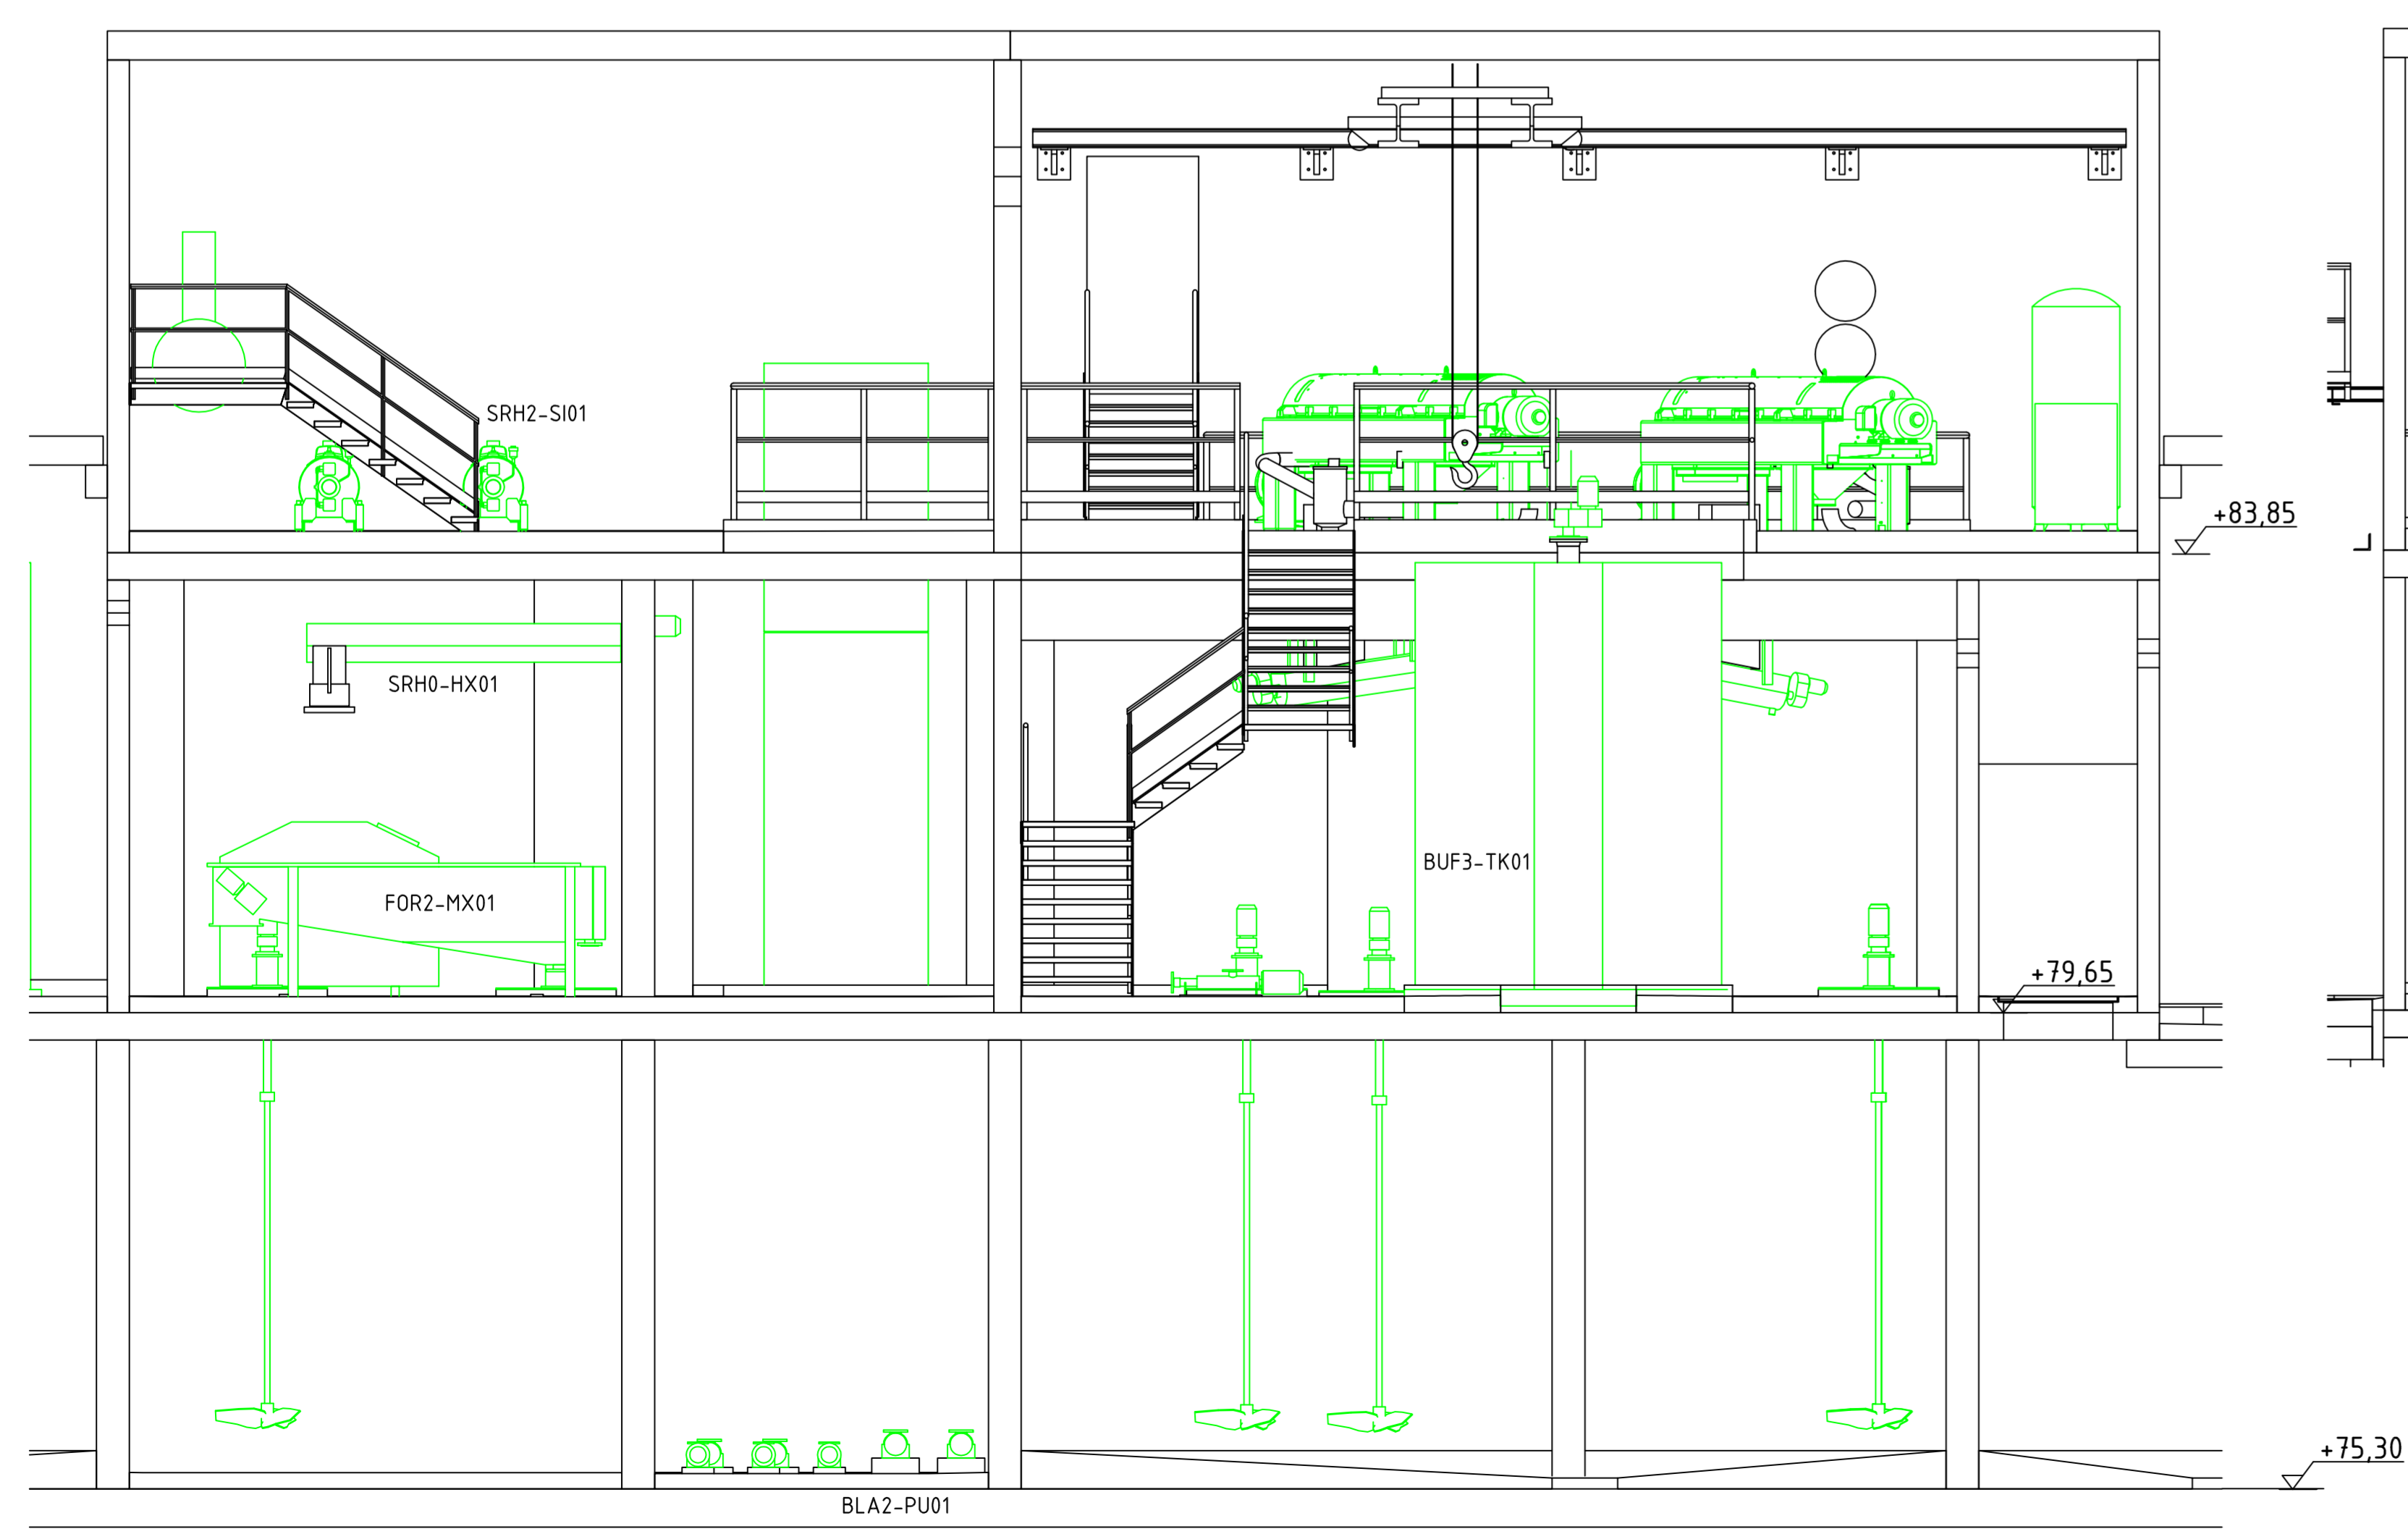 SRH2-SI01
+83,85
SRH0-HX01
BUF3-TK01
FOR2-MX01
+79,65
+75,30
BLA2-PU01